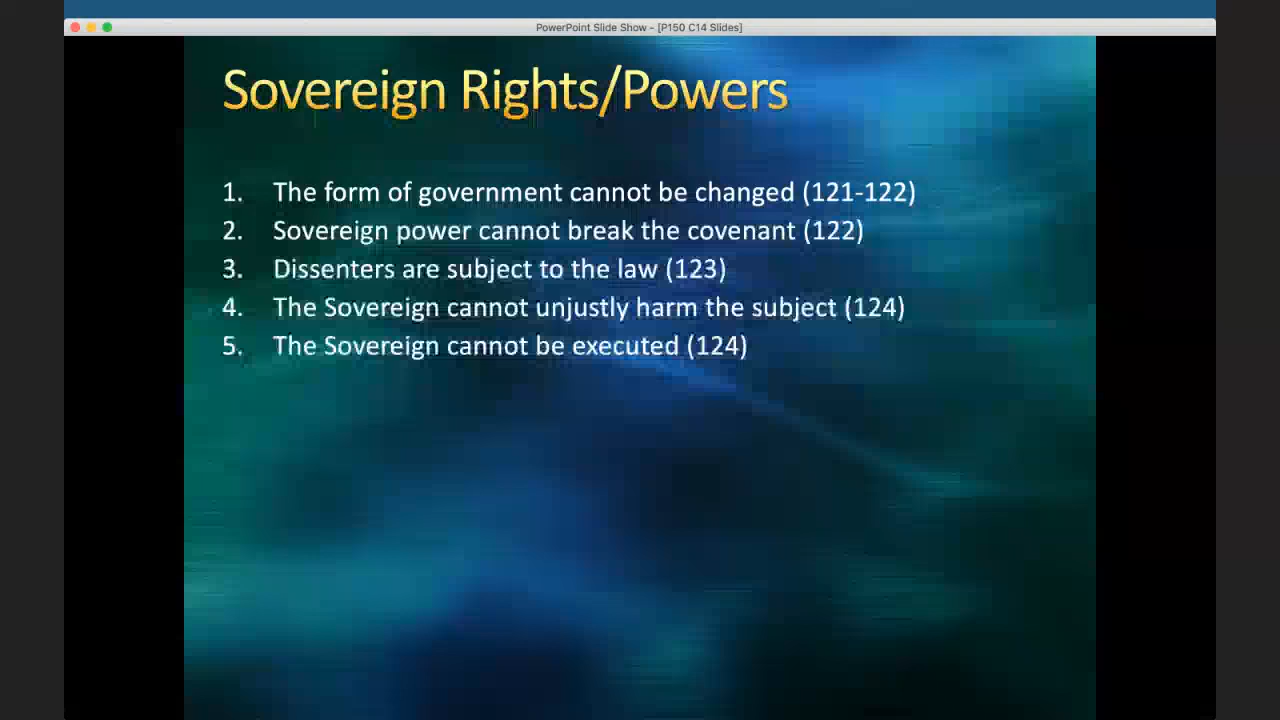 PowerPoint Slide Show - [P150 C14 Slides]
Sovereign Rights/Powers
1. The form of government cannot be changed (121-122)
2. Sovereign power cannot break the covenant (122)
3. Dissenters are subject to the law (123)
4. The Sovereign cannot unjustly harm the subject (124)
5. The Sovereign cannot be executed (124)